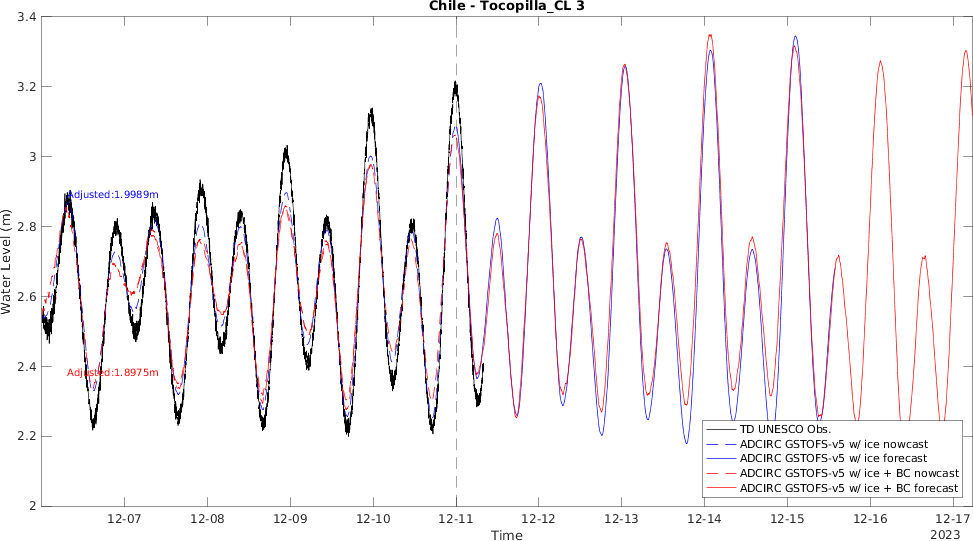 Chile - Tocopilla_CL 3
3.4
3.2
3
2.8
2.6
2.4
2.2
2
Water Level (m)
Adjusted:1.9989m
Adjusted:1.8975m
TD UNESCO Obs.
ADCIRC GSTOFS-v5 w/ ice nowcast
ADCIRC GSTOFS-v5 w/ ice forecast
ADCIRC GSTOFS-v5 w/ ice + BC nowcast
ADCIRC GSTOFS-v5 w/ ice + BC forecast
12-07 12-08 12-09 12-10 12-11 12-12 12-13 12-14 12-15 12-16 12-17
Time
2023